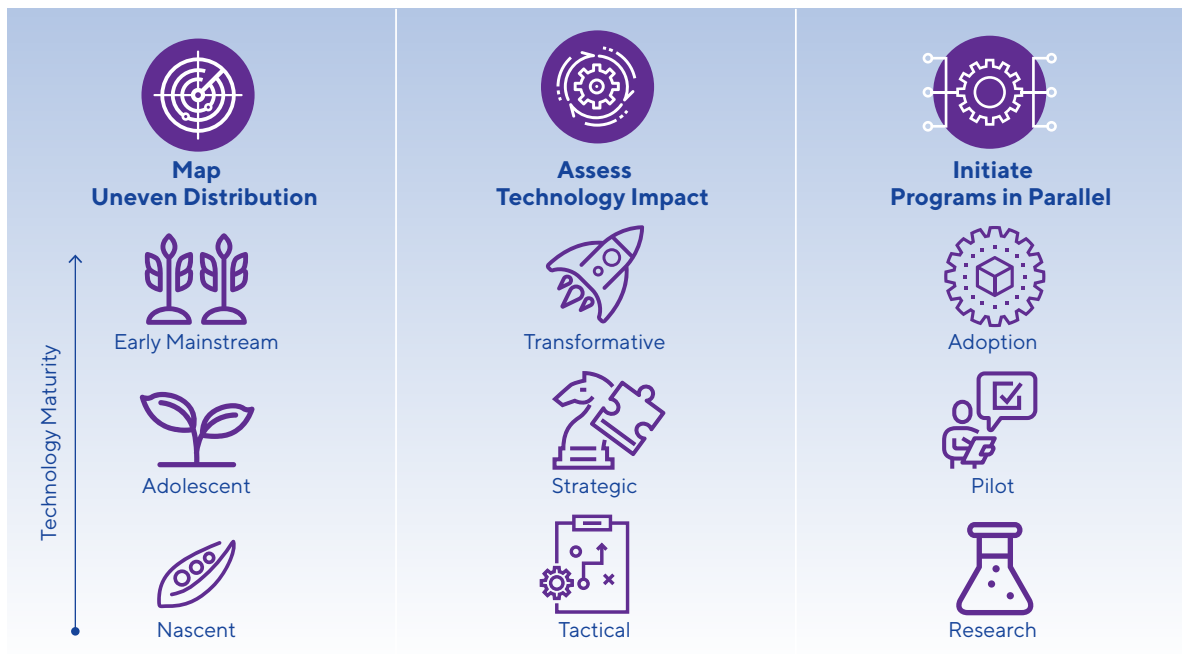 Map
Uneven Distribution
Technology Maturity
Early Mainstream
Adolescent
Nascent
Assess
Technology Impact
Transformative
Strategic
Tactical
Initiate
Programs in Parallel
Adoption
Pilot
Research